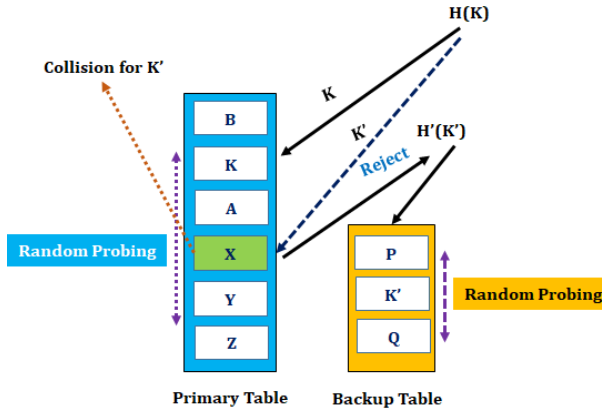 H(K)
Collision for K'
K
K'
H'(K')
Reject
B
K
A
X
Y
Z
Random Probing
P
K'
Q
Random Probing
Primary Table
Backup Table